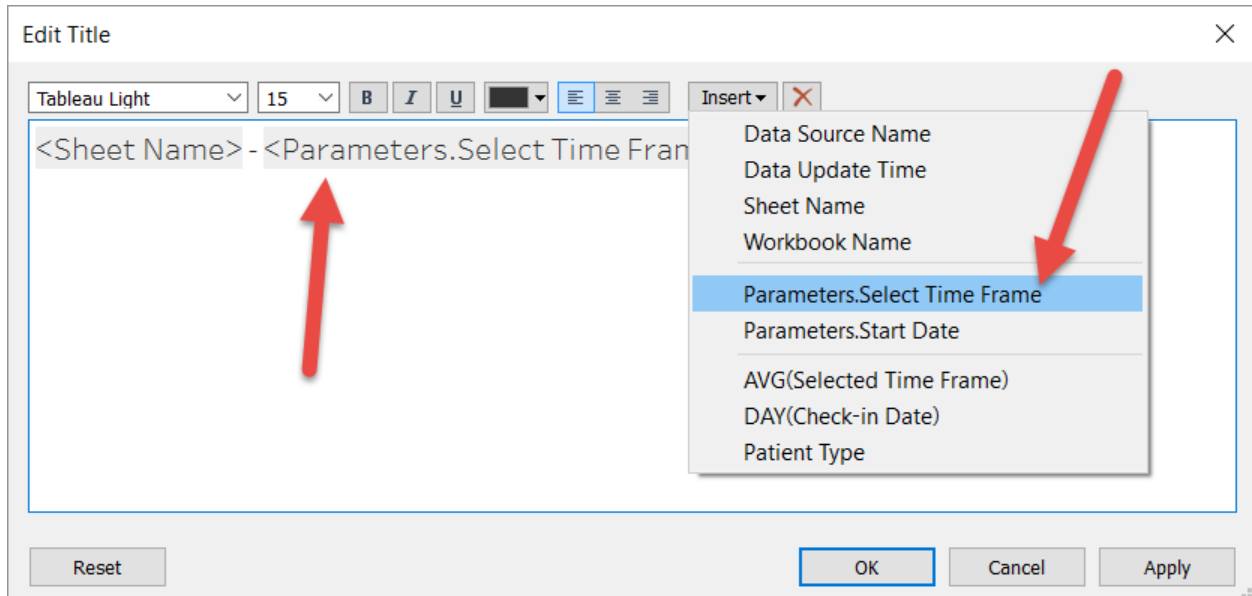 Edit Title
Tableau Light 15 B I U Insert
<Sheet Name> - <Parameters.Select Time Fram
Data Source Name
Data Update Time
Sheet Name
Workbook Name
Parameters.Select Time Frame
Parameters.Start Date
AVG(Selected Time Frame)
DAY(Check-in Date)
Patient Type
Reset OK Cancel Apply